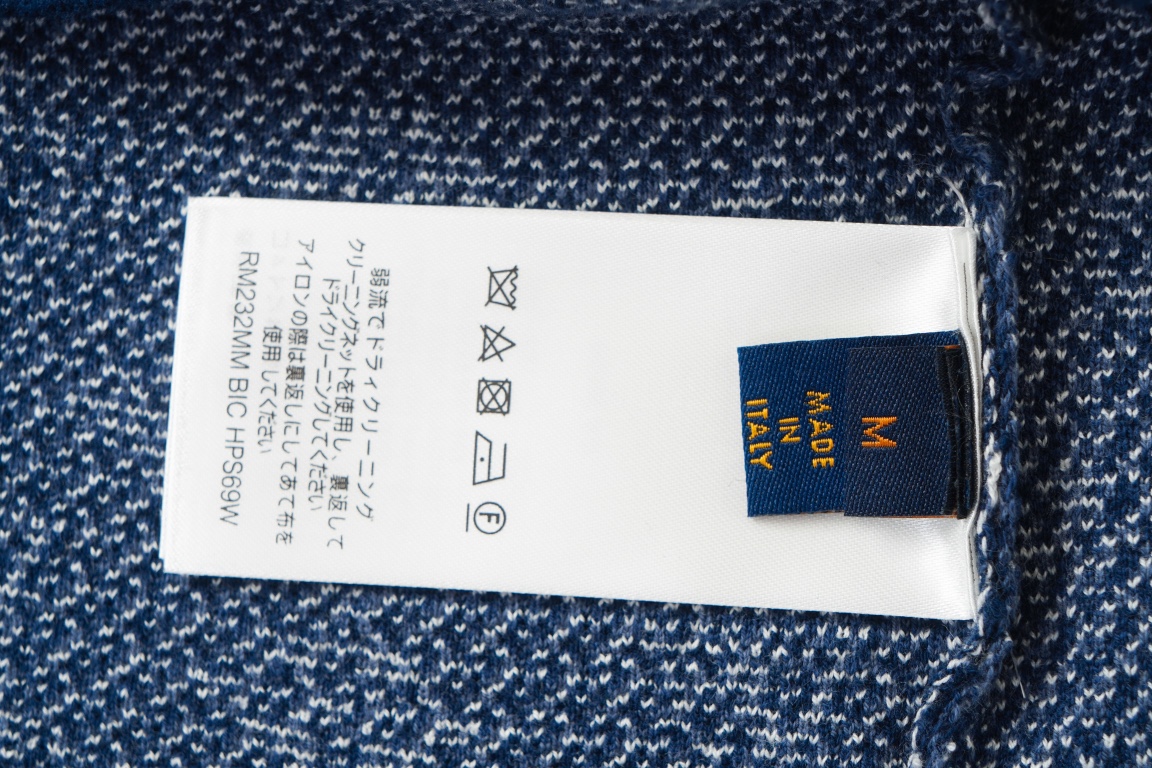 M
MADE
IN
ITALY
F
弱流でドライクリーニング
クリーニングネットを使用し、裏返して
ドライクリーニングしてください
アイロンの際は裏返しにしてあて布を
使用してください
RM232MM BIC HPS69W